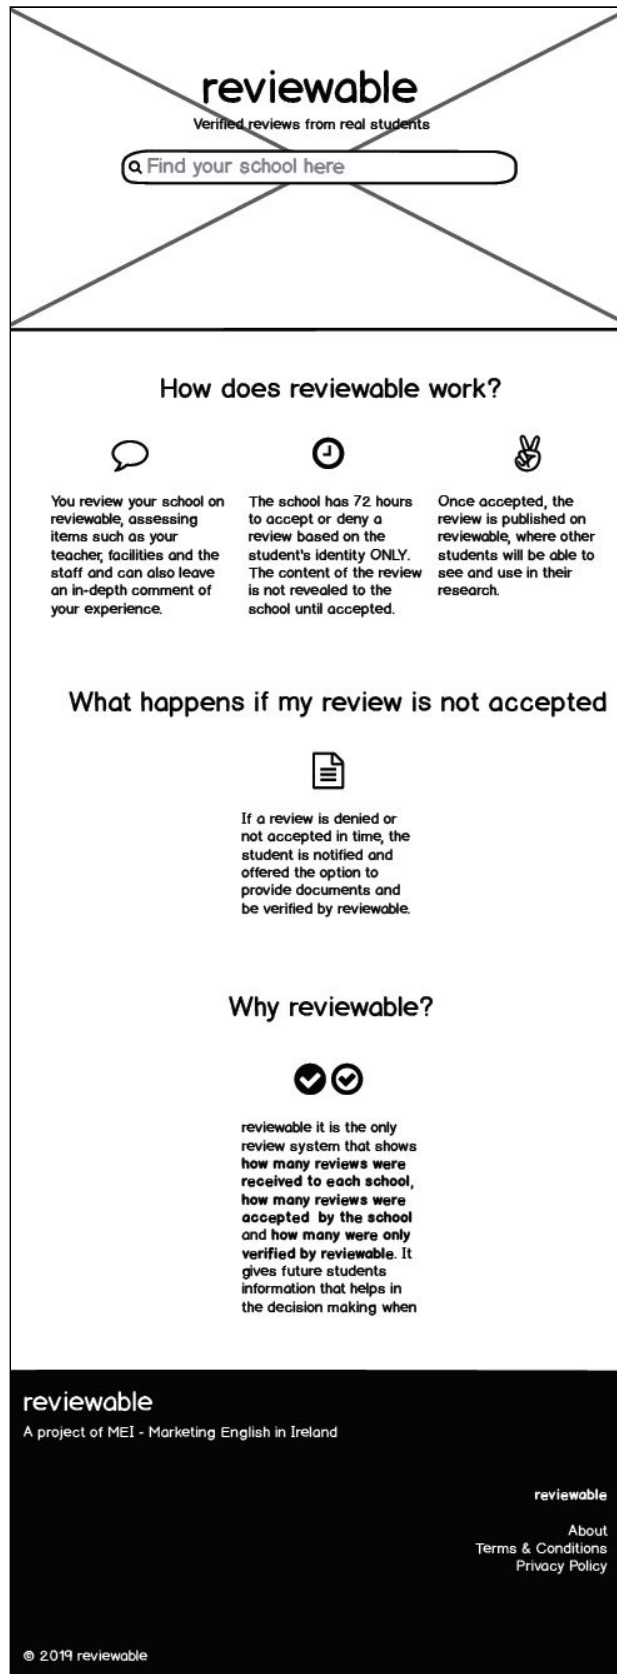 reviewable
Verified reviews from real students
Find your school here
How does reviewable work?
You review your school on
reviewable, assessing
items such as your
teacher, facilities and the
staff and can also leave
an in-depth comment of
your experience.
The school has 72 hours
to accept or deny a
review based on the
student's identity ONLY.
The content of the review
is not revealed to the
school until accepted.
Once accepted, the
review is published on
reviewable, where other
students will be able to
see and use in their
research.
What happens if my review is not accepted
If a review is denied or
not accepted in time, the
student is notified and
offered the option to
provide documents and
be verified by reviewable.
Why reviewable?
reviewable it is the only
review system that shows
how many reviews were
received to each school,
how many reviews were
accepted by the school
and how many were only
verified by reviewable. It
gives future students
information that helps in
the decision making when
reviewable
A project of MEI - Marketing English in Ireland
reviewable
About
Terms & Conditions
Privacy Policy
© 2019 reviewable